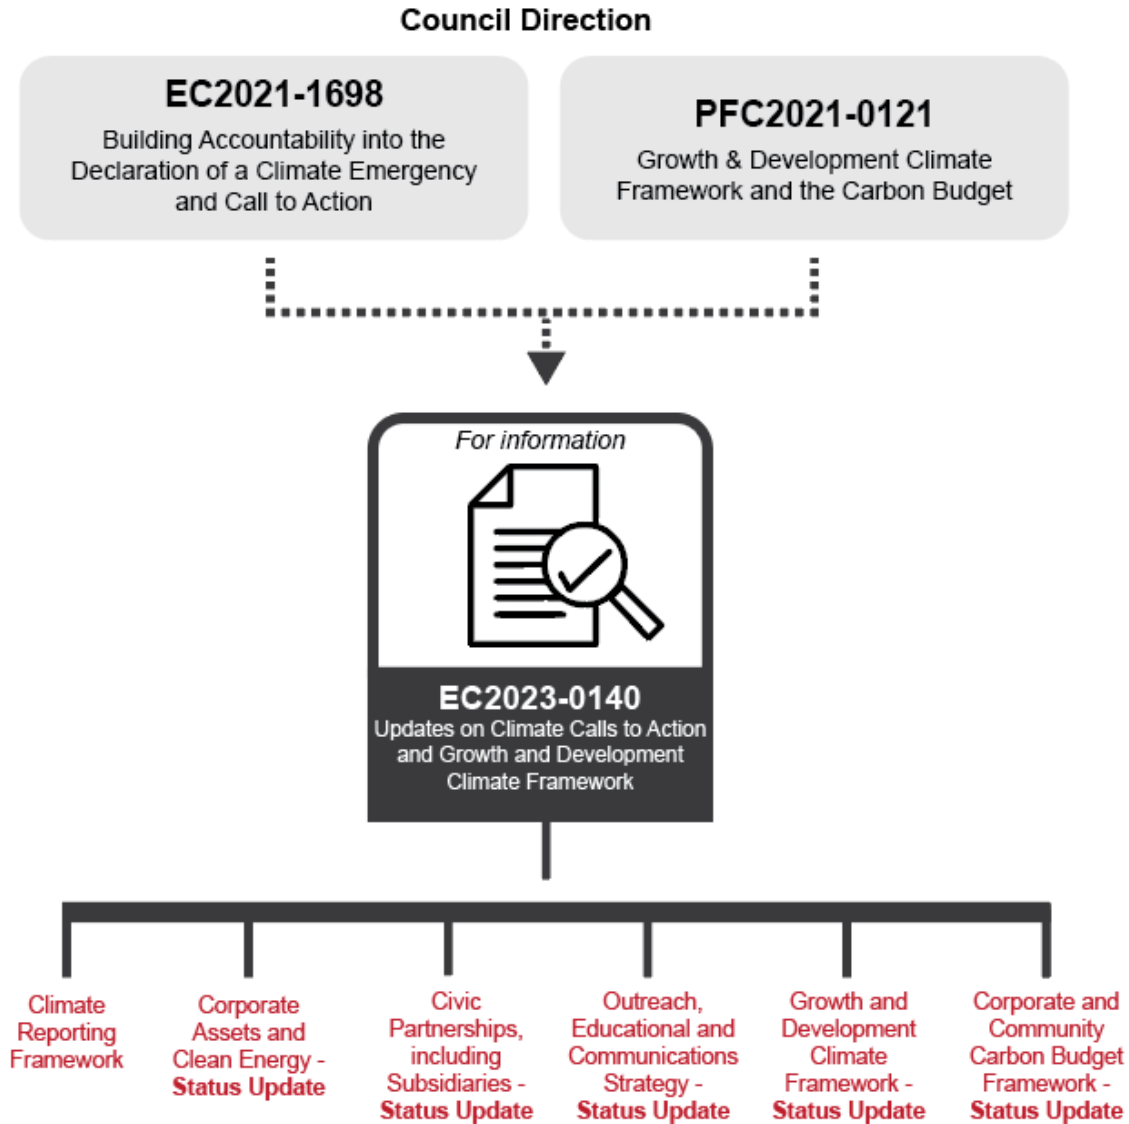 Council Direction
EC2021-1698
Building Accountability into the
Declaration of a Climate Emergency
and Call to Action
PFC2021-0121
Growth & Development Climate
Framework and the Carbon Budget
For information
EC2023-0140
Updates on Climate Calls to Action
and Growth and Development
Climate Framework
Climate
Reporting
Framework
Corporate
Assets and
Clean Energy -
Status Update
Civic
Partnerships,
including
Subsidiaries -
Status Update
Outreach,
Educational and
Communications
Strategy -
Status Update
Growth and
Development
Climate
Framework -
Status Update
Corporate and
Community
Carbon Budget
Framework -
Status Update